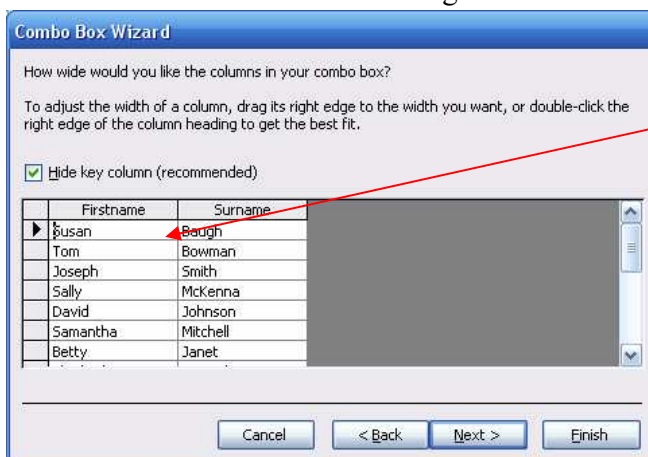 Combo Box Wizard
How wide would you like the columns in your combo box?
To adjust the width of a column, drag its right edge to the width you want, or double-click the
right edge of the column heading to get the best fit.
Hide key column (recommended)
Firstname Surname
Susan Baugh
Tom Bowman
Joseph Smith
Sally McKenna
David Johnson
Samantha Mitchell
Betty Janet
Cancel < Back Next > Finish